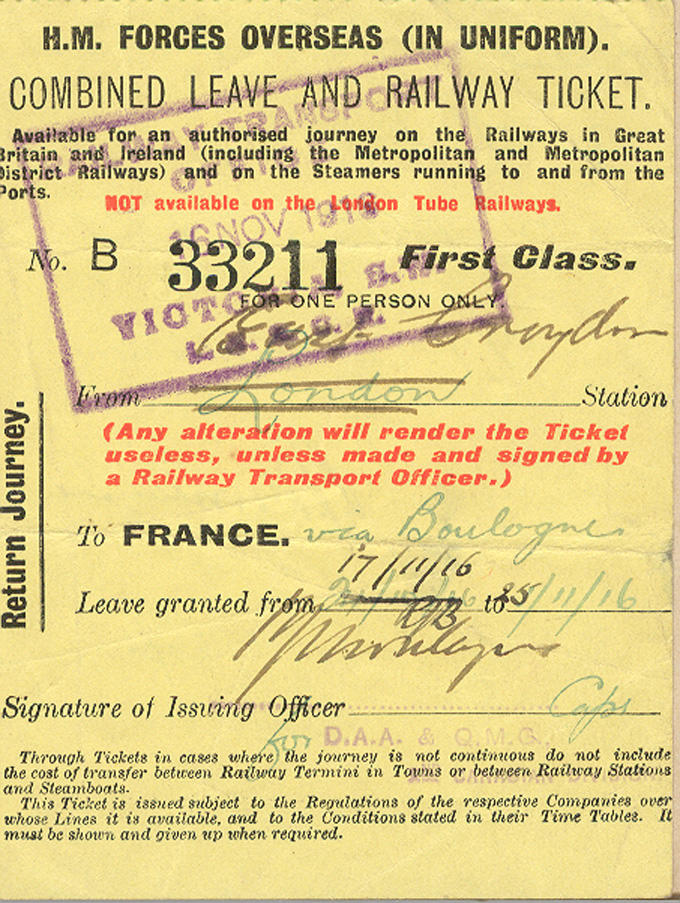 H.M. FORCES OVERSEAS (IN UNIFORM).
COMBINED LEAVE AND RAILWAY TICKET.
Available for an authorised journey on the Railways in Great
Britain and Ireland (including the Metropolitan and Metropolitan
District Railways) and on the Steamers running to and from the
Ports.
NOT available on the London Tube Railways.
16 NOV 1916
No. B 33211 First Class.
VICTORIA
FOR ONE PERSON ONLY
East Croydon
From London Station
(Any alteration will render the Ticket
useless, unless made and signed by
a Railway Transport Officer.)
Return Journey.
To FRANCE. via Boulogne
17/11/16
Leave granted from to 25/11/16
Signature of Issuing Officer Capt
for D.A.A. & Q.M.G.
CANADIAN DIVISION
Through Tickets in cases where the journey is not continuous do not include
the cost of transfer between Railway Termini in Towns or between Railway Stations
and Steamboats.
This Ticket is issued subject to the Regulations of the respective Companies over
whose Lines it is available, and to the Conditions stated in their Time Tables. It
must be shown and given up when required.